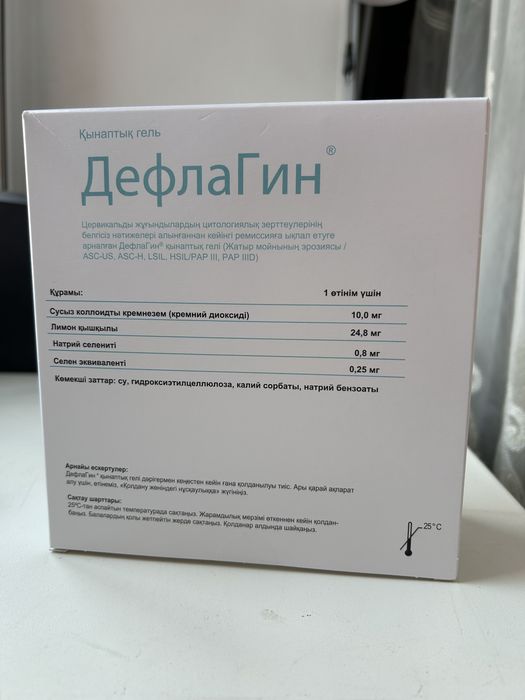 Қынаптық гель
ДефлаГин®
Цервикальды жұғындылардың цитологиялық зерттеулерінің
белгісіз нәтижелері алынғаннан кейінгі ремиссияға ықпал етуге
арналған ДефлаГин® қынаптық гелі (Жатыр мойнының эрозиясы /
ASC-US, ASC-H, LSIL, HSIL/PAP III, PAP IIID)
Құрамы: 1 өтінім үшін
Сусыз коллоидты кремнезем (кремний диоксиді) 10,0 мг
Лимон қышқылы 24,8 мг
Натрий селениті 0,8 мг
Селен эквиваленті 0,25 мг
Көмекші заттар: су, гидроксиэтилцеллюлоза, калий сорбаты, натрий бензоаты
Арнайы ескертулер:
ДефлаГин ® қынаптық гелі дәрігермен кеңестен кейін ғана қолданылуы тиіс. Ары қарай ақпарат
алу үшін, өтінеміз, «Қолдану жөніндегі нұсқаулыққа» жүгініңіз.
Сақтау шарттары:
25ºС-тан аспайтын температурада сақтаңыз. Жарамдылық мерзімі өткеннен кейін қолдан-
баңыз. Балалардың қолы жетпейтін жерде сақтаңыз. Қолданар алдында шайқаңыз.
25°C